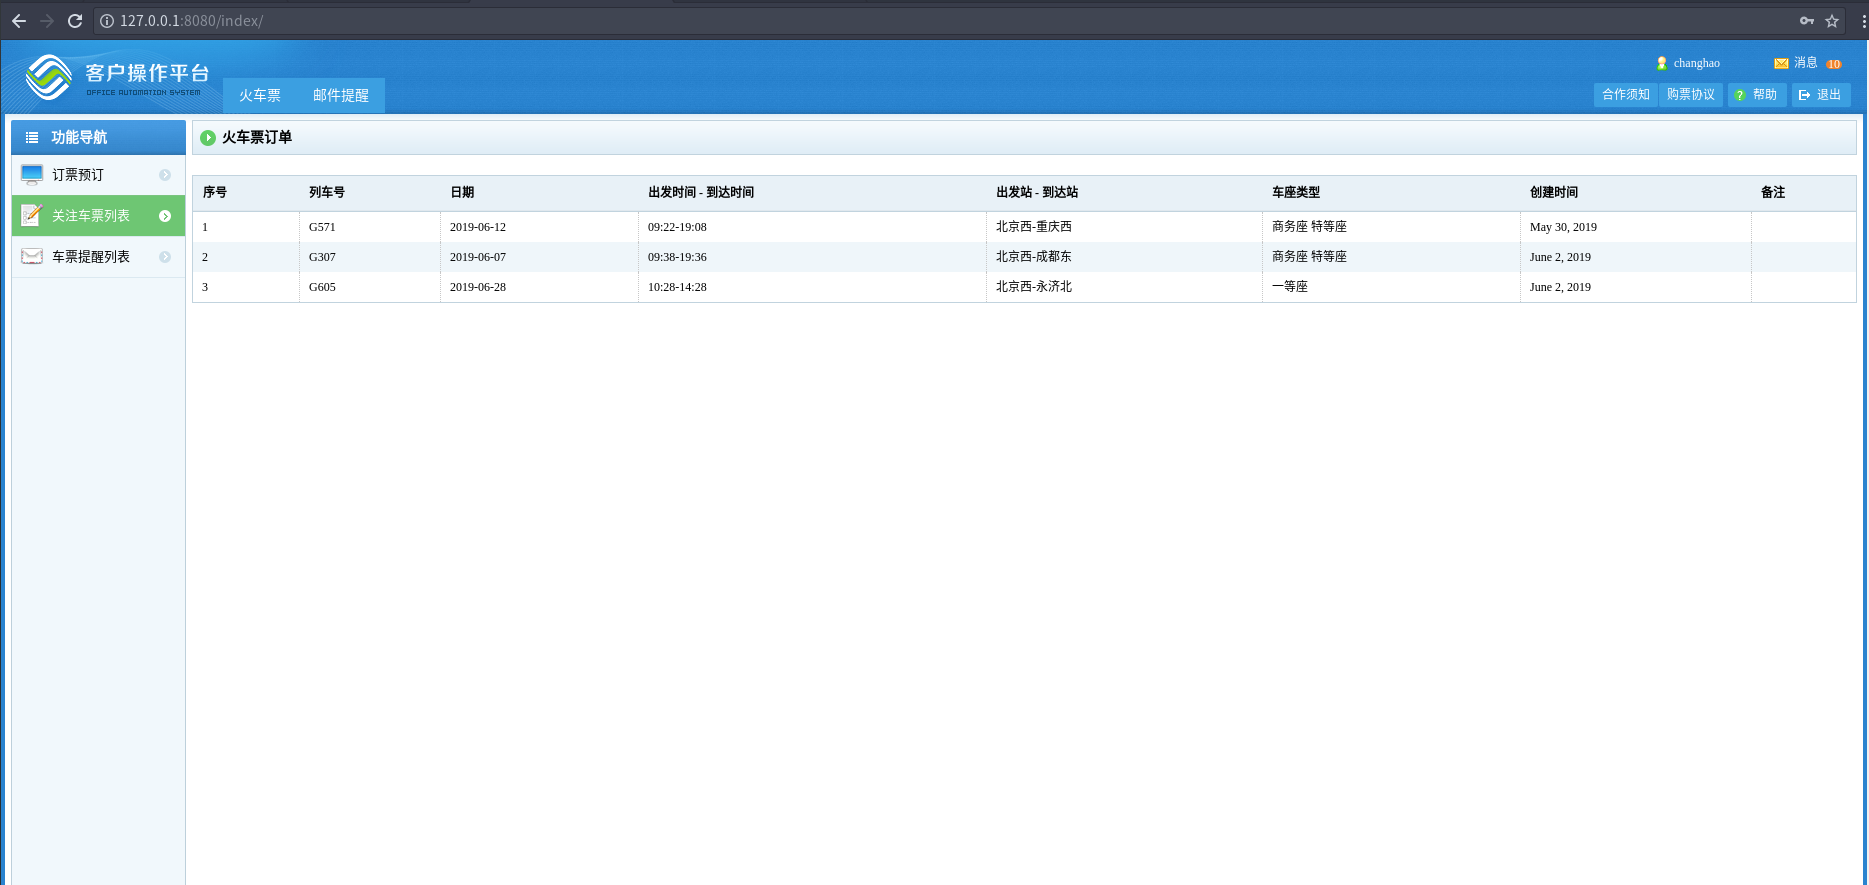 127.0.0.1:8080/index/
客户操作平台
OFFICE AUTOMATION SYSTEM
火车票 邮件提醒
changhao 消息 10
合作须知 购票协议 ? 帮助 退出
功能导航
订票预订
关注车票列表
车票提醒列表
火车票订单
序号 列车号 日期 出发时间 - 到达时间 出发站 - 到达站 车座类型 创建时间 备注
1 G571 2019-06-12 09:22-19:08 北京西-重庆西 商务座 特等座 May 30, 2019
2 G307 2019-06-07 09:38-19:36 北京西-成都东 商务座 特等座 June 2, 2019
3 G605 2019-06-28 10:28-14:28 北京西-永济北 一等座 June 2, 2019